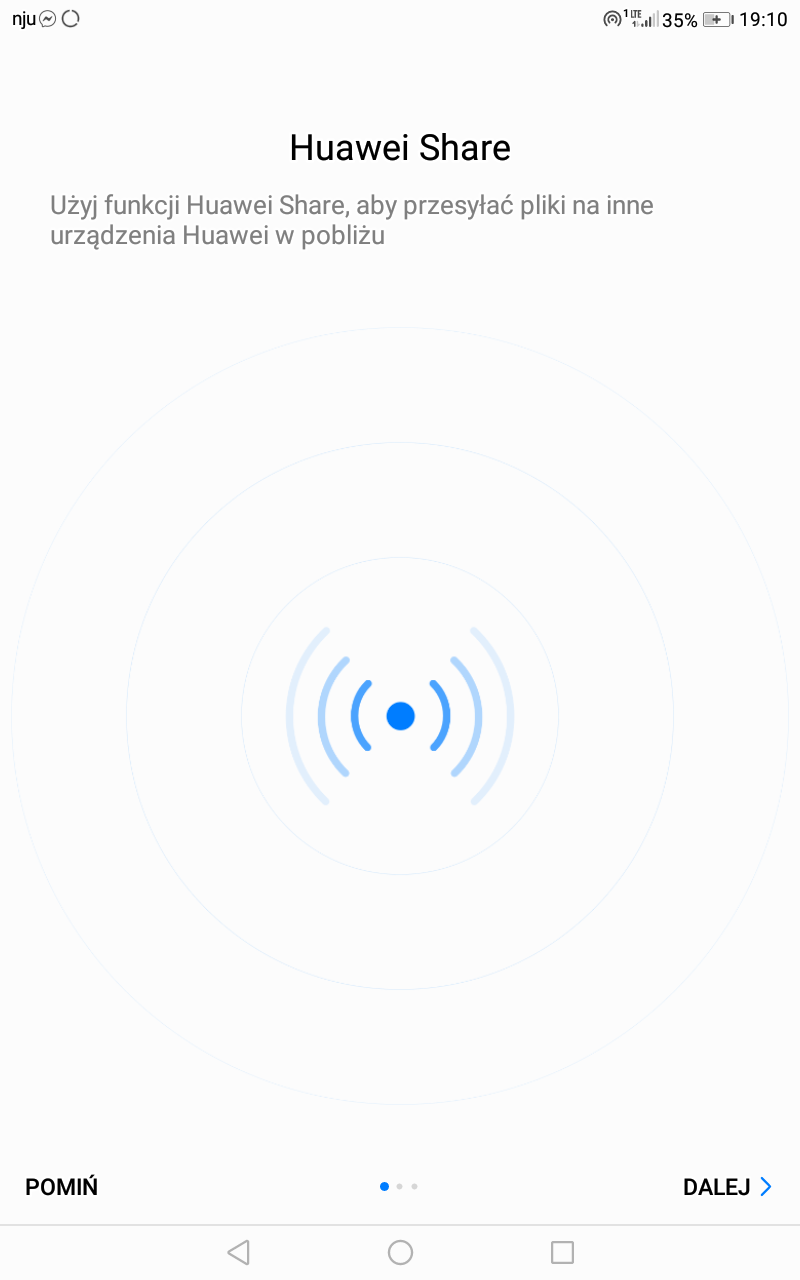 nju 1 LTE 35% 19:10
Huawei Share
Użyj funkcji Huawei Share, aby przesyłać pliki na inne
urządzenia Huawei w pobliżu
POMIŃ DALEJ